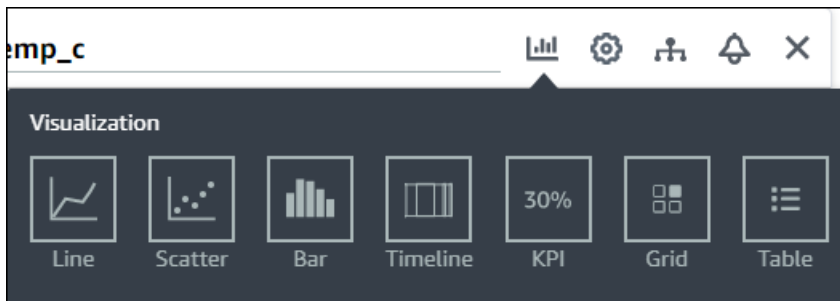 emp_c
Visualization
30%
Line Scatter Bar Timeline KPI Grid Table